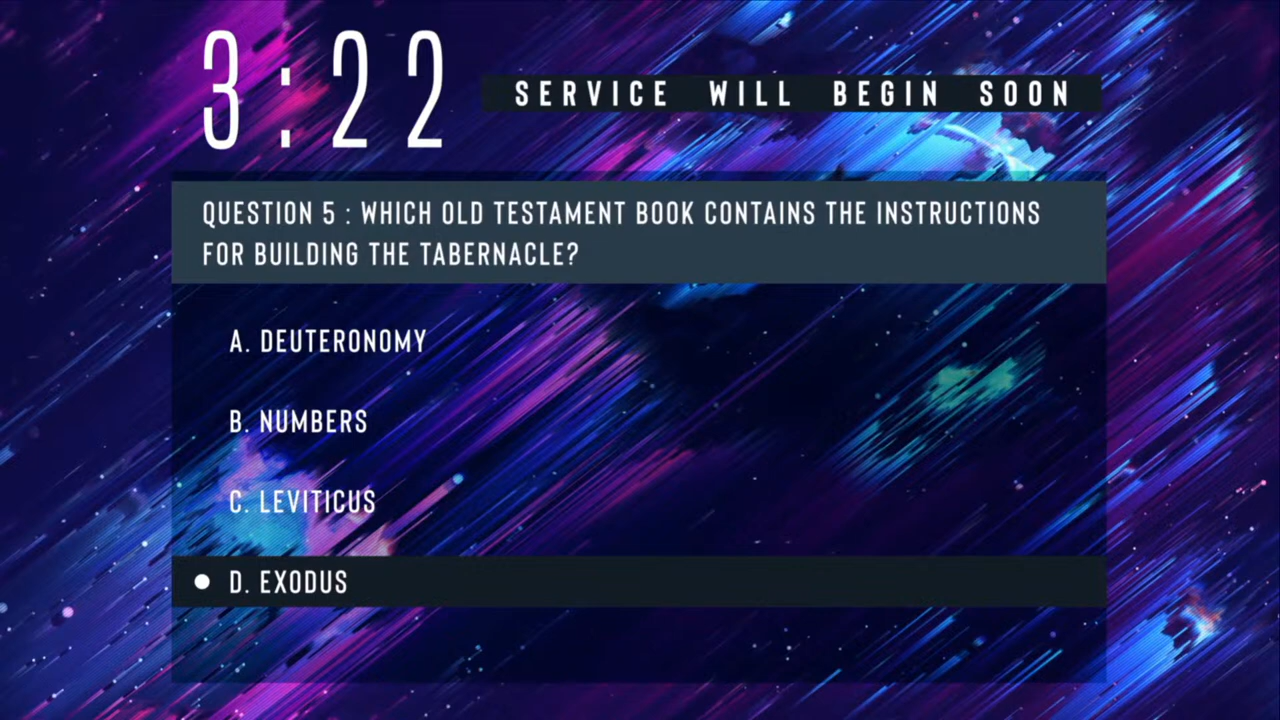 3:22
SERVICE WILL BEGIN SOON
QUESTION 5 : WHICH OLD TESTAMENT BOOK CONTAINS THE INSTRUCTIONS
FOR BUILDING THE TABERNACLE?
A. DEUTERONOMY
B. NUMBERS
C. LEVITICUS
D. EXODUS